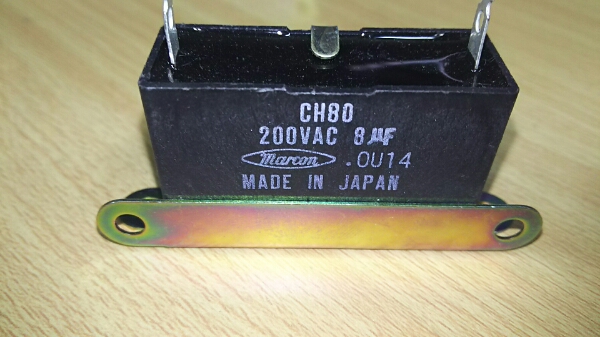 CH80
200VAC 8μF
marcon .0U14
MADE IN JAPAN